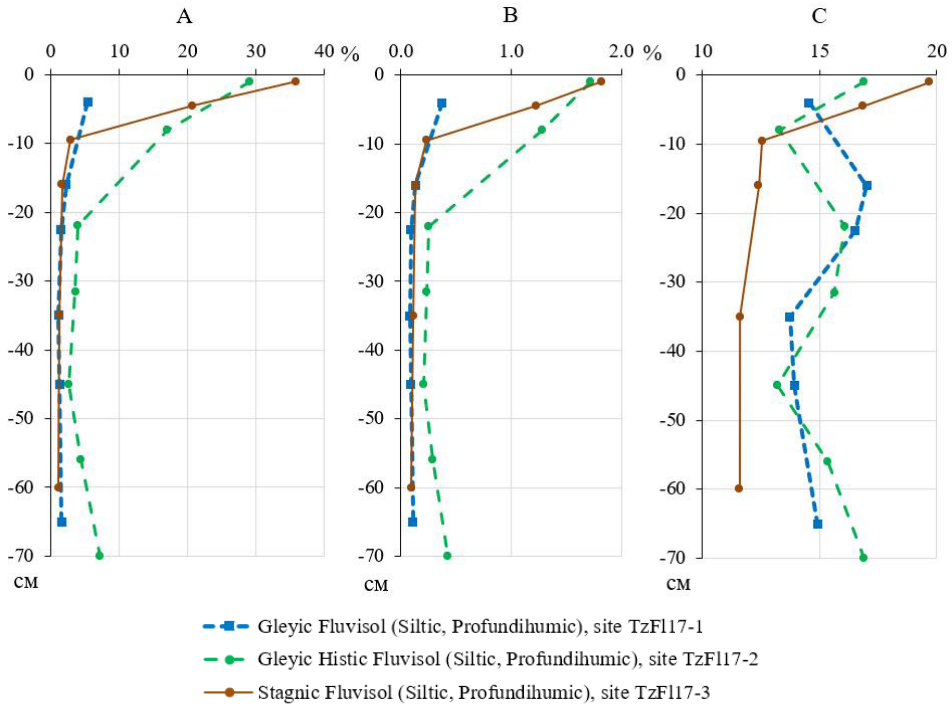 A
B
C
0 10 20 30 40 %
0.0 1.0 2.0 %
10 15 20
0
-10
-20
-30
-40
-50
-60
-70
см
0
-10
-20
-30
-40
-50
-60
-70
см
0
-10
-20
-30
-40
-50
-60
-70
см
Gleyic Fluvisol (Siltic, Profundihumic), site TzFl17-1
Gleyic Histic Fluvisol (Siltic, Profundihumic), site TzFl17-2
Stagnic Fluvisol (Siltic, Profundihumic), site TzFl17-3